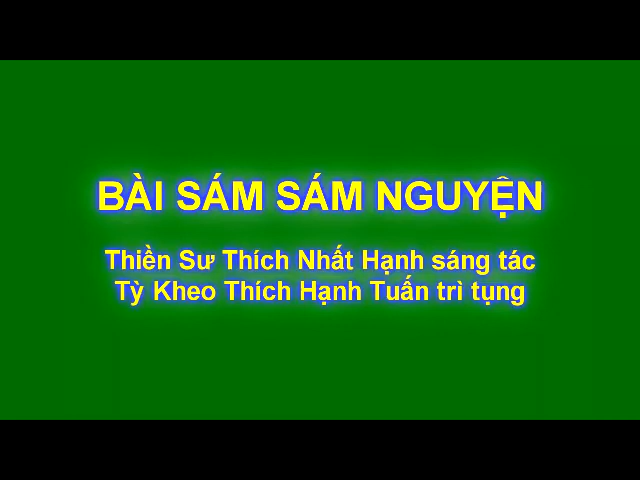 BÀI SÁM SÁM NGUYỆN
Thiền Sư Thích Nhất Hạnh sáng tác
Tỳ Kheo Thích Hạnh Tuấn trì tụng